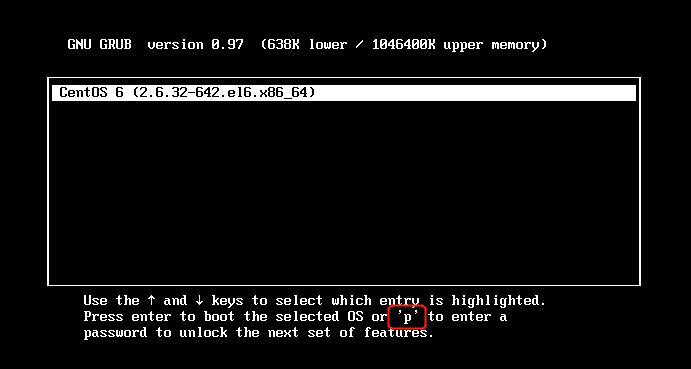 GNU GRUB  version 0.97  (638K lower / 1046400K upper memory)
CentOS 6 (2.6.32-642.el6.x86_64)
Use the ↑ and ↓ keys to select which entry is highlighted.
Press enter to boot the selected OS or 'p' to enter a
password to unlock the next set of features.